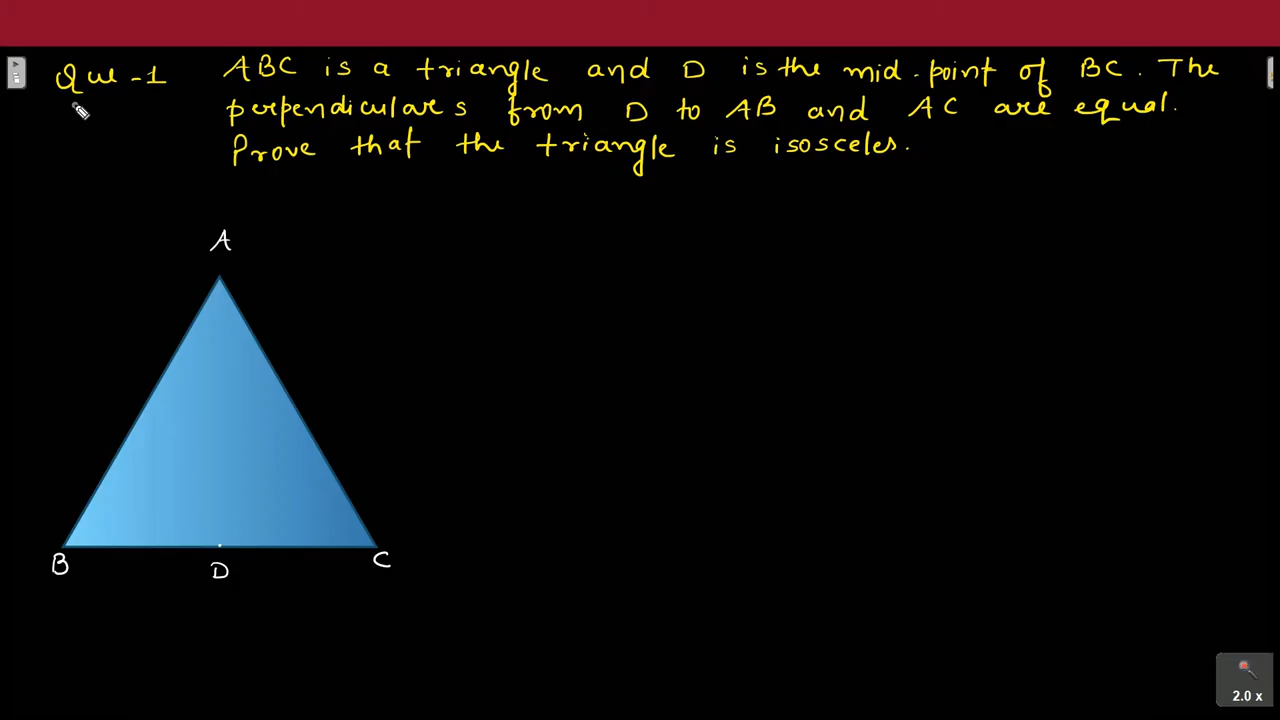 Que-1 ABC is a triangle and D is the mid-point of BC. The
perpendiculars from D to AB and AC are equal.
Prove that the triangle is isosceles.
A
B
D
C
2.0 x